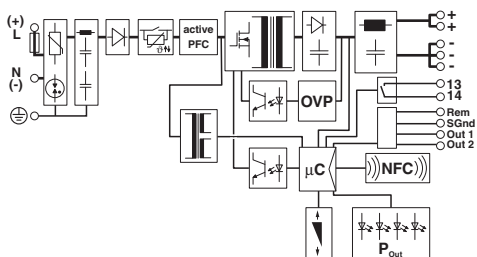 (+)
L
N
(-)
ϑ
active
PFC
+
+
-
-
-
13
14
OVP
Rem
SGnd
Out 1
Out 2
µC
NFC
P Out